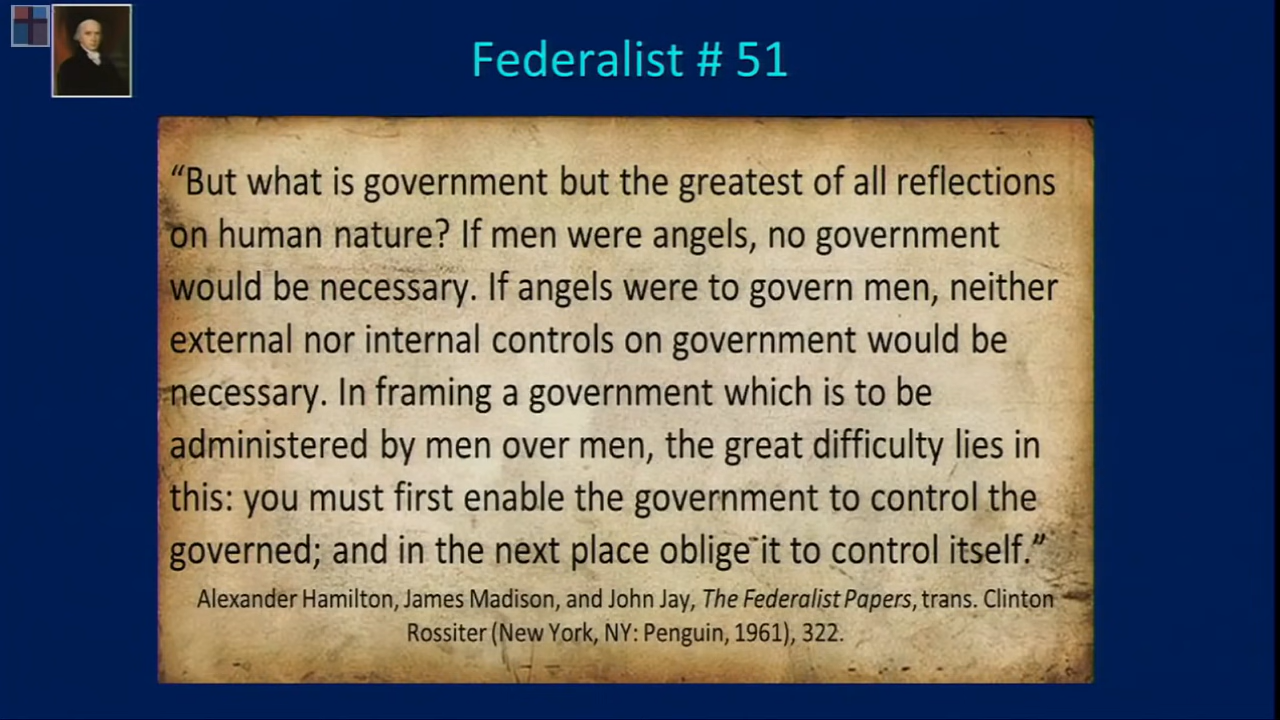 Federalist # 51
“But what is government but the greatest of all reflections
on human nature? If men were angels, no government
would be necessary. If angels were to govern men, neither
external nor internal controls on government would be
necessary. In framing a government which is to be
administered by men over men, the great difficulty lies in
this: you must first enable the government to control the
governed; and in the next place oblige it to control itself.”
Alexander Hamilton, James Madison, and John Jay, The Federalist Papers, trans. Clinton
Rossiter (New York, NY: Penguin, 1961), 322.